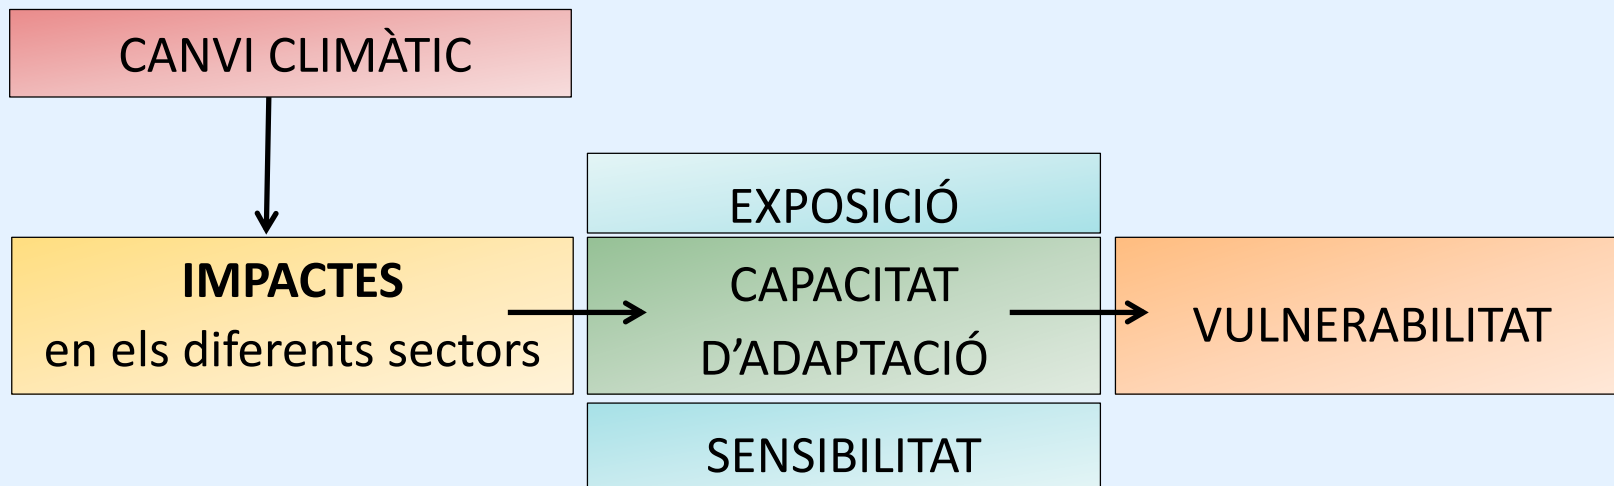 CANVI CLIMÀTIC
EXPOSICIÓ
IMPACTES
en els diferents sectors
CAPACITAT
D’ADAPTACIÓ
VULNERABILITAT
SENSIBILITAT